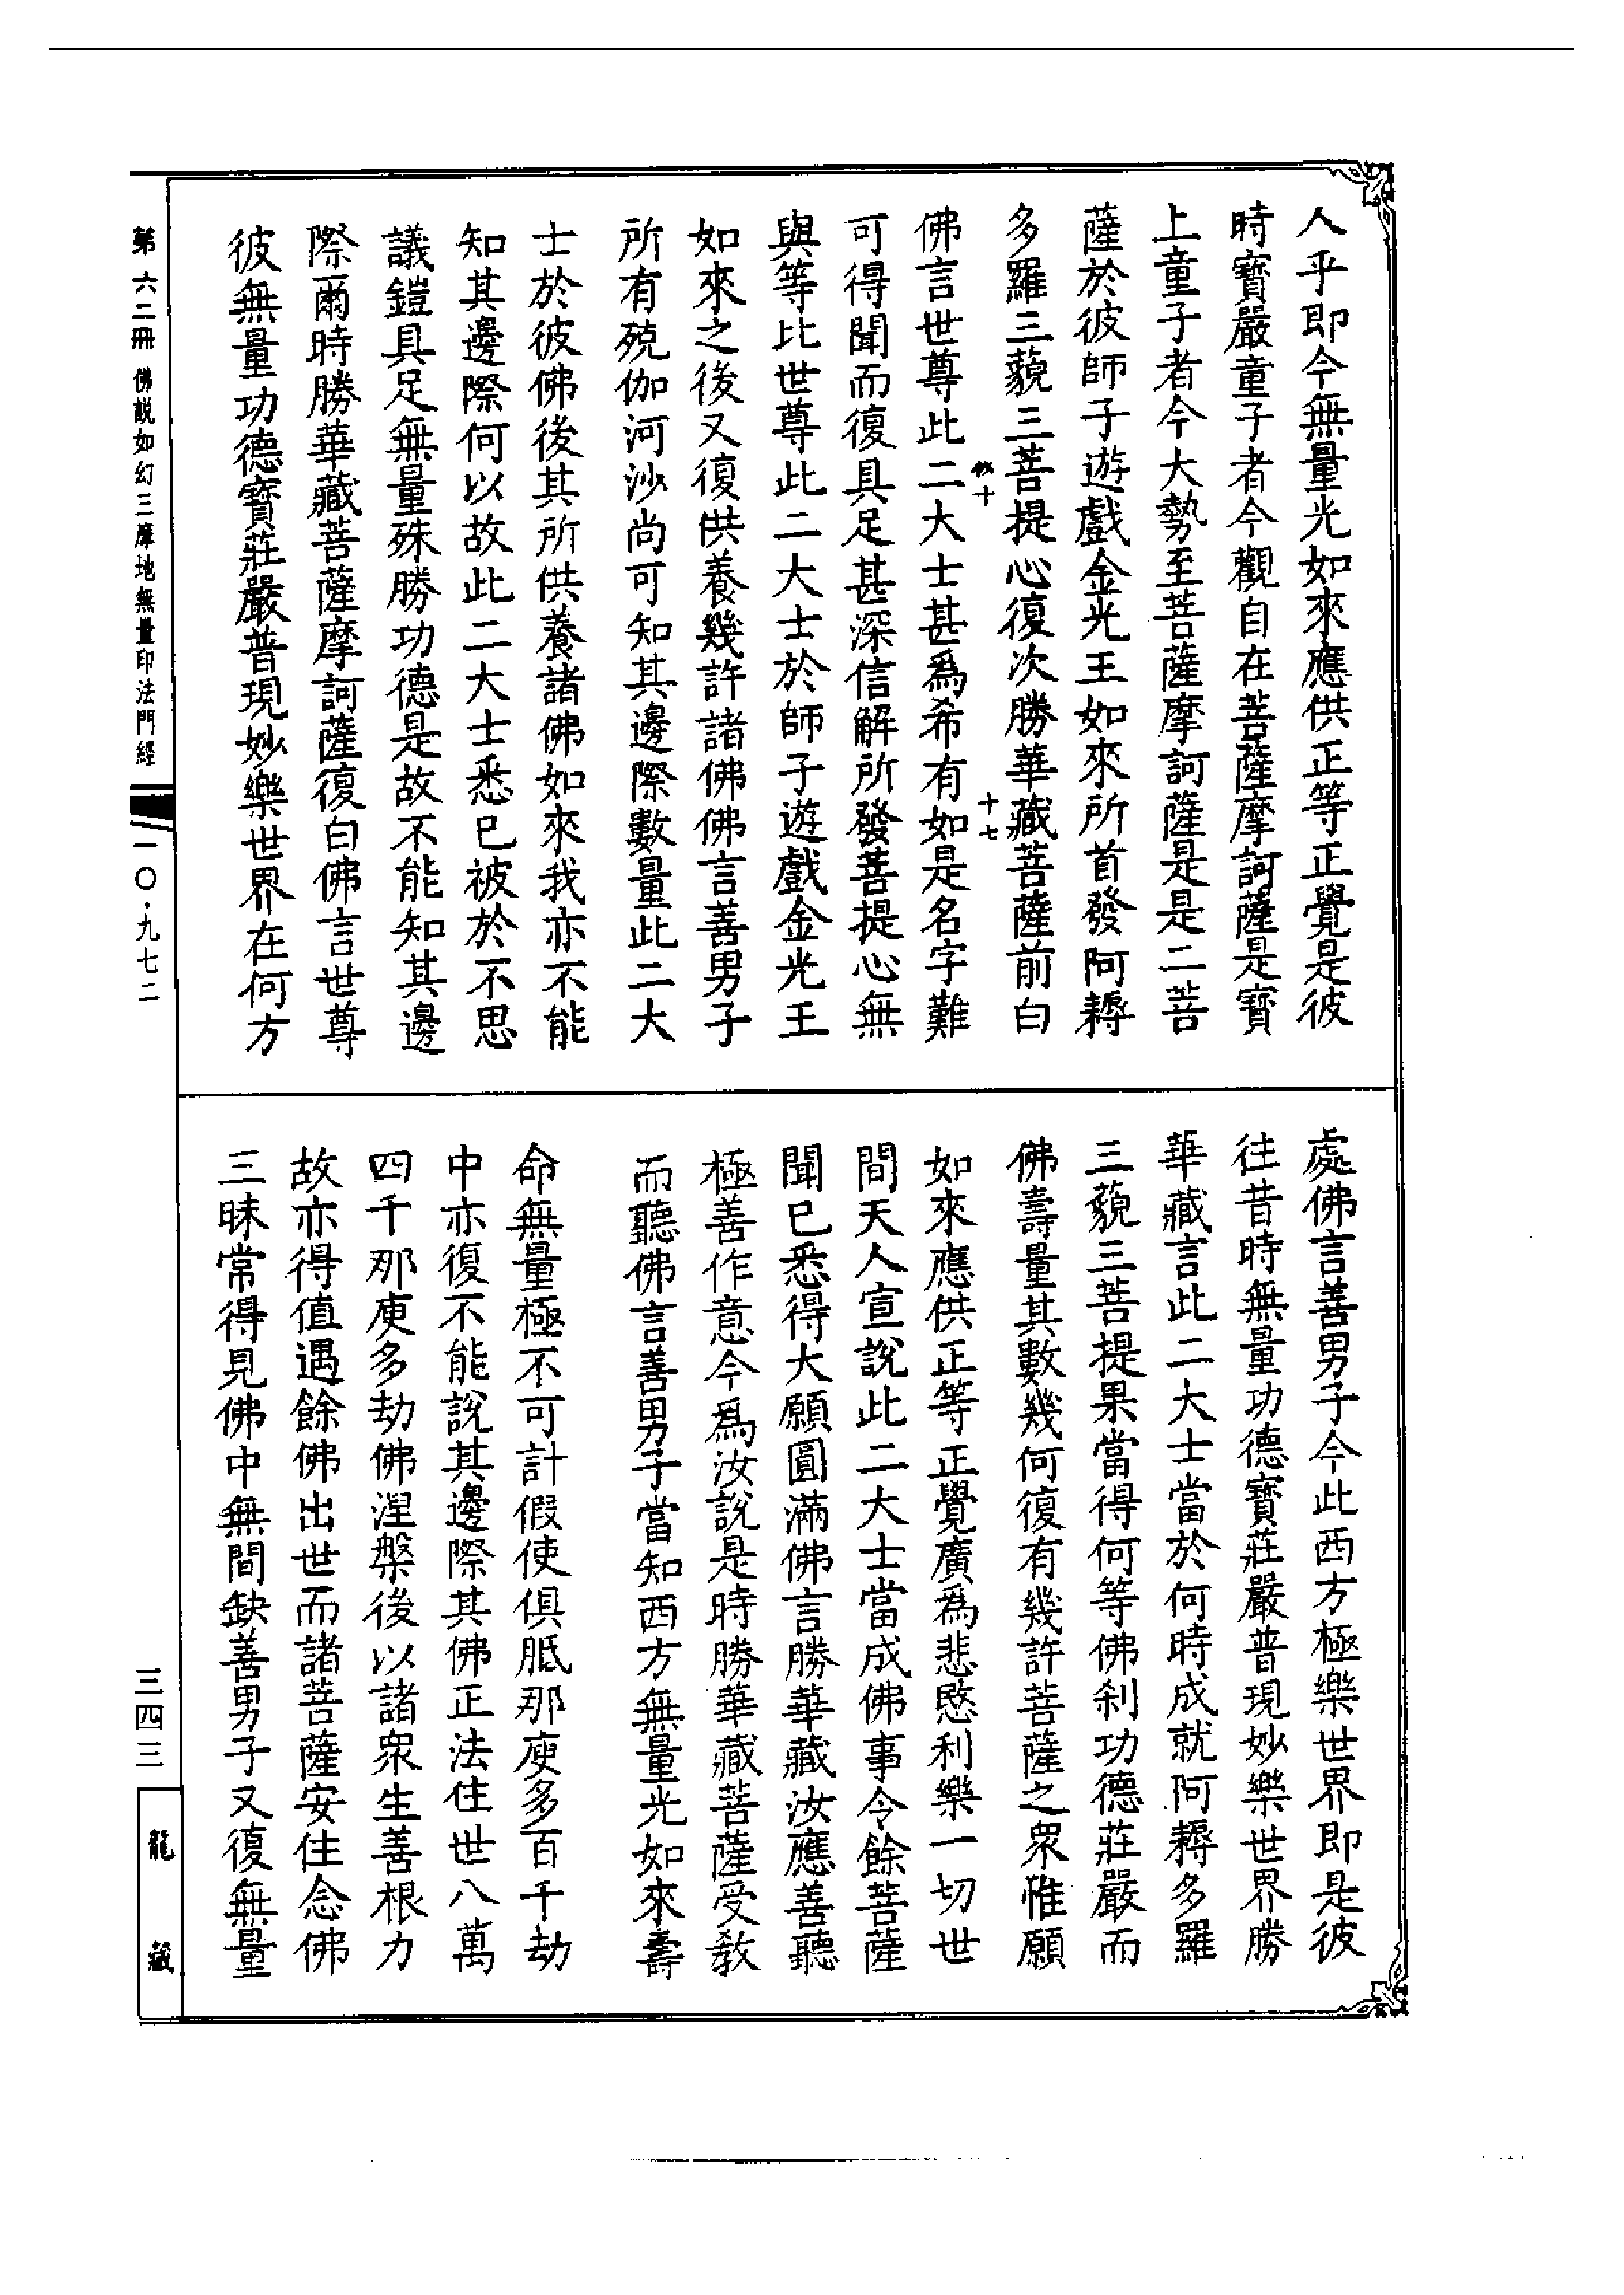 人乎即今無量光如來應供正等正覺是彼
時寶嚴童子者今觀自在菩薩摩訶薩是寶
上童子者今大勢至菩薩摩訶薩是是二菩
薩於彼師子遊戲金光王如來所首發阿耨
多羅三藐三菩提心復次勝華藏菩薩前白
十七
佛言世尊此二大士甚爲希有如是名字難
可得聞而復具足甚深信解所發菩提心無
與等比世尊此二大士於師子遊戲金光王
如來之後又復供養幾許諸佛佛言善男子
所有殑伽河沙尚可知其邊際數量此二大
士於彼佛後其所供養諸佛如來我亦不能
知其邊際何以故此二大士悉已被於不思
議鎧具足無量殊勝功德是故不能知其邊
際爾時勝華藏菩薩摩訶薩復白佛言世尊
彼無量功德寶莊嚴普現妙樂世界在何方
處佛言善男子今此西方極樂世界即是彼
往昔時無量功德寶莊嚴普現妙樂世界勝
華藏言此二大士當於何時成就阿耨多羅
三藐三菩提果當得何等佛刹功德莊嚴而
佛壽量其數幾何復有幾許菩薩之衆惟願
如來應供正等正覺廣爲悲愍利樂一切世
間天人宣說此二大士當成佛事令餘菩薩
聞已悉得大願圓滿佛言勝華藏汝應善聽
極善作意今爲汝說是時勝華藏菩薩受教
而聽佛言善男子當知西方無量光如來壽
命無量極不可計假使俱胝那庾多百千劫
中亦復不能說其邊際其佛正法住世八萬
四千那庾多劫佛涅槃後以諸衆生善根力
故亦得值遇餘佛出世而諸菩薩安住念佛
三昧常得見佛中無間缺善男子又復無量
第六二冊 佛説如幻三摩地無量印法門經
一〇·九七二
三四三
龍藏